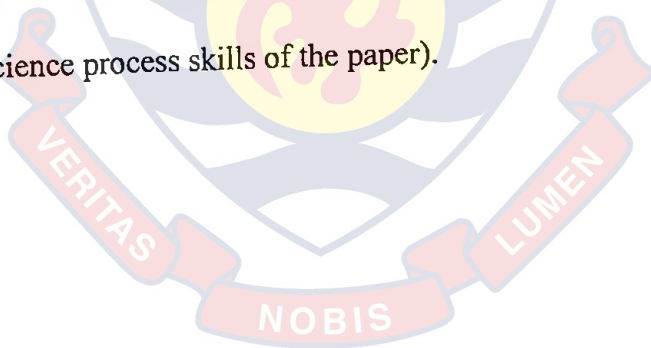 cience process skills of the paper).
VERITAS
NOBIS
LUMEN